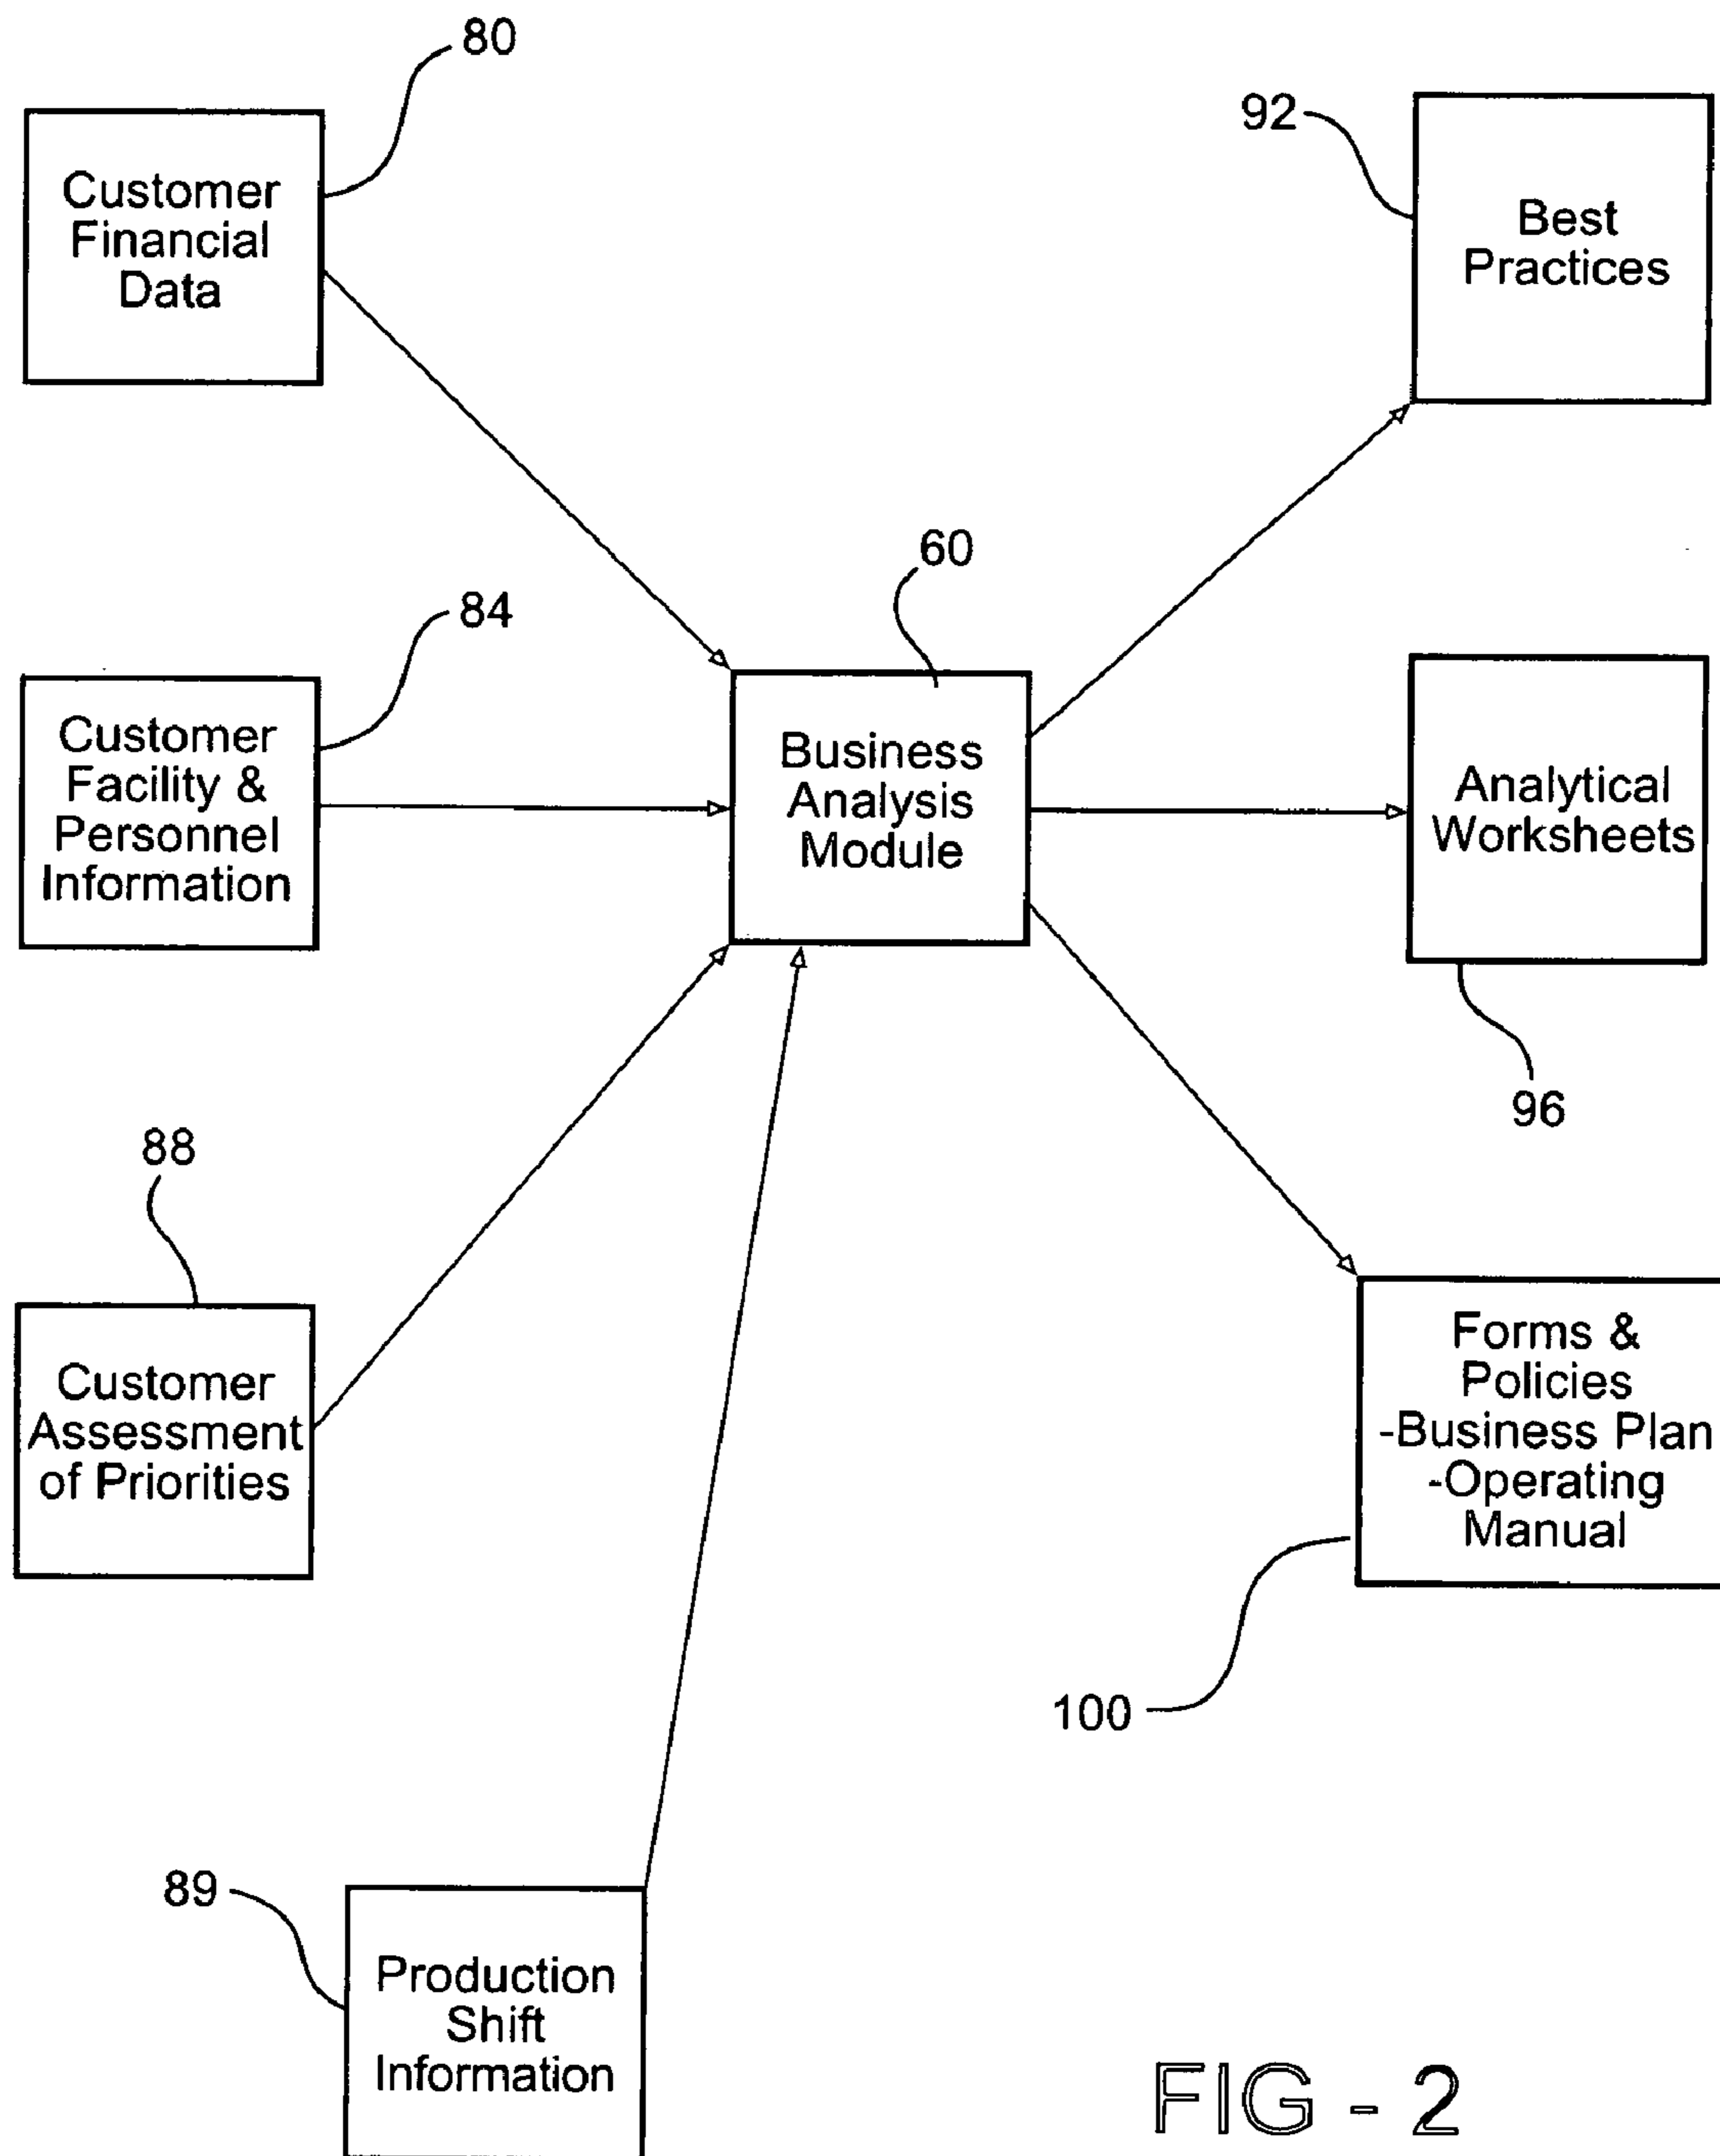 80
Customer
Financial
Data
92
Best
Practices
84
Customer
Facility &
Personnel
Information
60
Business
Analysis
Module
Analytical
Worksheets
96
88
Customer
Assessment
of Priorities
Forms &
Policies
-Business Plan
-Operating
Manual
100
89
Production
Shift
Information
FIG - 2